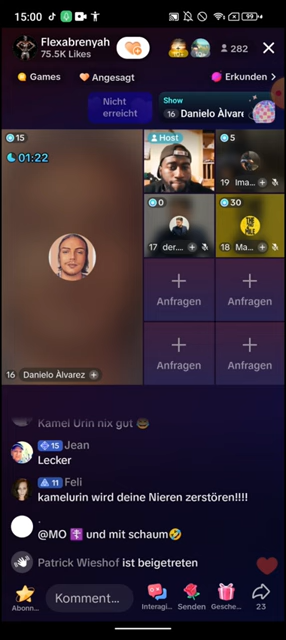 15:00
99
Flexabrenyah
75.5K Likes
282
Games
Angesagt
Erkunden
Nicht
erreicht
Show
16 Danielo Àlvar
15
01:22
Host
5
19 Ima...
0
17 der...
30
18 Ma...
Anfragen
Anfragen
Anfragen
Anfragen
16 Danielo Àlvarez
Kamel Urin nix gut
15 Jean
Lecker
11 Feli
kamelurin wird deine Nieren zerstören!!!!
.
@MO und mit schaum🤣
Patrick Wieshof ist beigetreten
Abonn...
Komment...
Interagi...
Senden
Gesche...
23